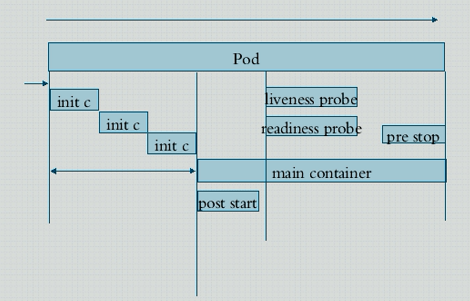 Pod
init c
liveness probe
init c
readiness probe
init c
pre stop
main container
post start